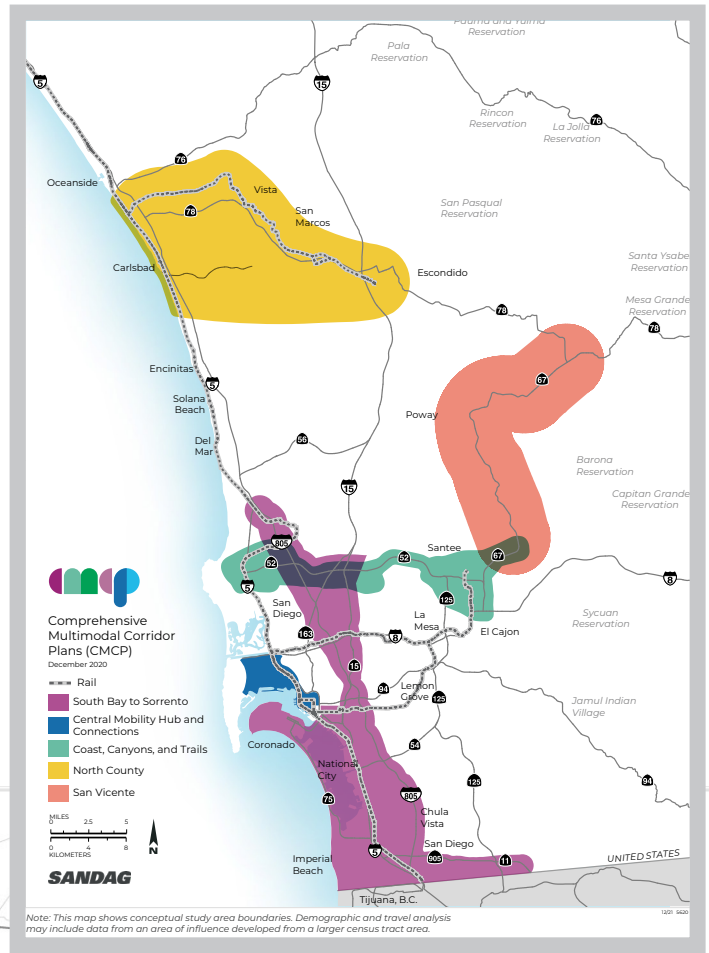 Pauma and Yuima
Reservation
Pala
Reservation
5
15
Rincon
Reservation
La Jolla
Reservation
76
76
Oceanside
Vista
78
San
Marcos
San Pasqual
Reservation
Carlsbad
Escondido
Santa Ysabe
Reservation
78
Mesa Grande
Reservation
78
Encinitas
5
67
Solana
Beach
Poway
Del
Mar
56
Barona
Reservation
15
Capitan Grande
Reservation
805
52
52
Santee
67
5
8
125
San
Diego
La
Mesa
Sycuan
Reservation
163
8
El Cajon
15
94
Lemon
Grove
125
Jamul Indian
Village
Coronado
54
National
City
125
94
75
805
Chula
Vista
San Diego
5
905
11
Imperial
Beach
UNITED STATES
Tijuana, B.C.
Comprehensive
Multimodal Corridor
Plans (CMCP)
December 2020
Rail
South Bay to Sorrento
Central Mobility Hub and
Connections
Coast, Canyons, and Trails
North County
San Vicente
MILES
0 2.5 5
0 4 8
KILOMETERS
N
SANDAG
12/21 S620
Note: This map shows conceptual study area boundaries. Demographic and travel analysis
may include data from an area of influence developed from a larger census tract area.